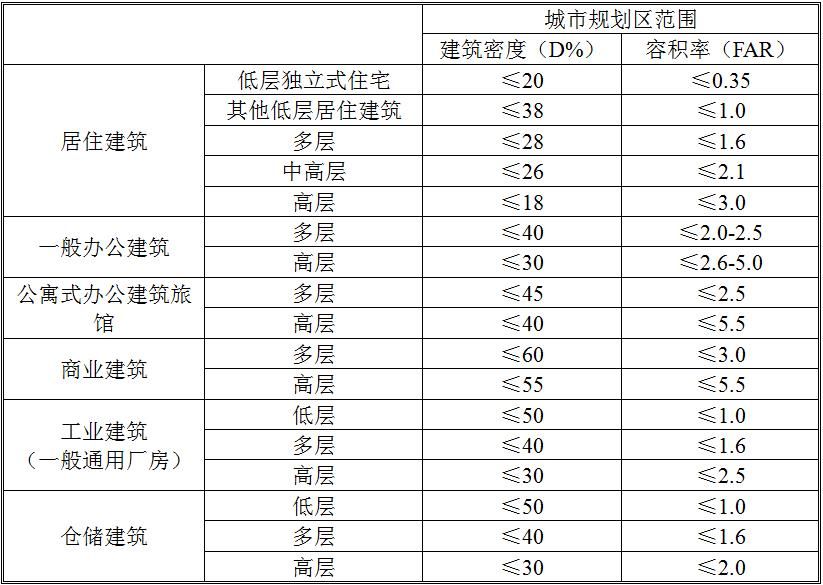 城市规划区范围
建筑密度（D%） 容积率（FAR）
居住建筑 低层独立式住宅 ≤20 ≤0.35
其他低层居住建筑 ≤38 ≤1.0
多层 ≤28 ≤1.6
中高层 ≤26 ≤2.1
高层 ≤18 ≤3.0
一般办公建筑 多层 ≤40 ≤2.0-2.5
高层 ≤30 ≤2.6-5.0
公寓式办公建筑旅馆 多层 ≤45 ≤2.5
高层 ≤40 ≤5.5
商业建筑 多层 ≤60 ≤3.0
高层 ≤55 ≤5.5
工业建筑
（一般通用厂房） 低层 ≤50 ≤1.0
多层 ≤40 ≤1.6
高层 ≤30 ≤2.5
仓储建筑 低层 ≤50 ≤1.0
多层 ≤40 ≤1.6
高层 ≤30 ≤2.0